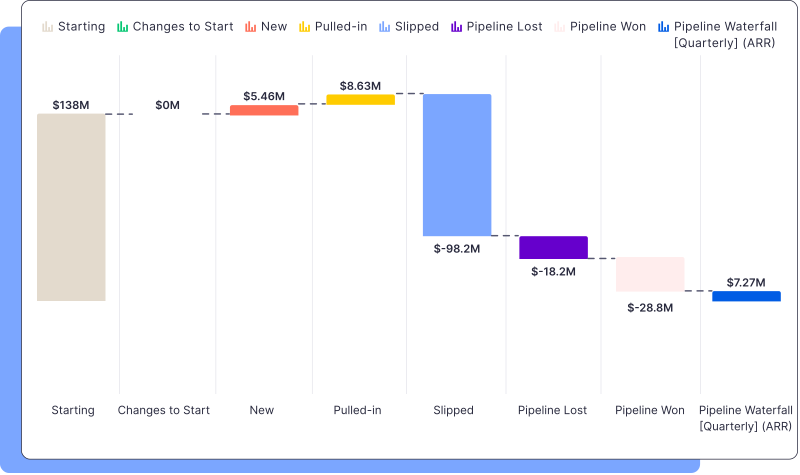 Starting Changes to Start New Pulled-in Slipped Pipeline Lost Pipeline Won Pipeline Waterfall
[Quarterly] (ARR)
$138M
$0M
$5.46M
$8.63M
$-98.2M
$-18.2M
$-28.8M
$7.27M
Starting Changes to Start New Pulled-in Slipped Pipeline Lost Pipeline Won Pipeline Waterfall
[Quarterly] (ARR)